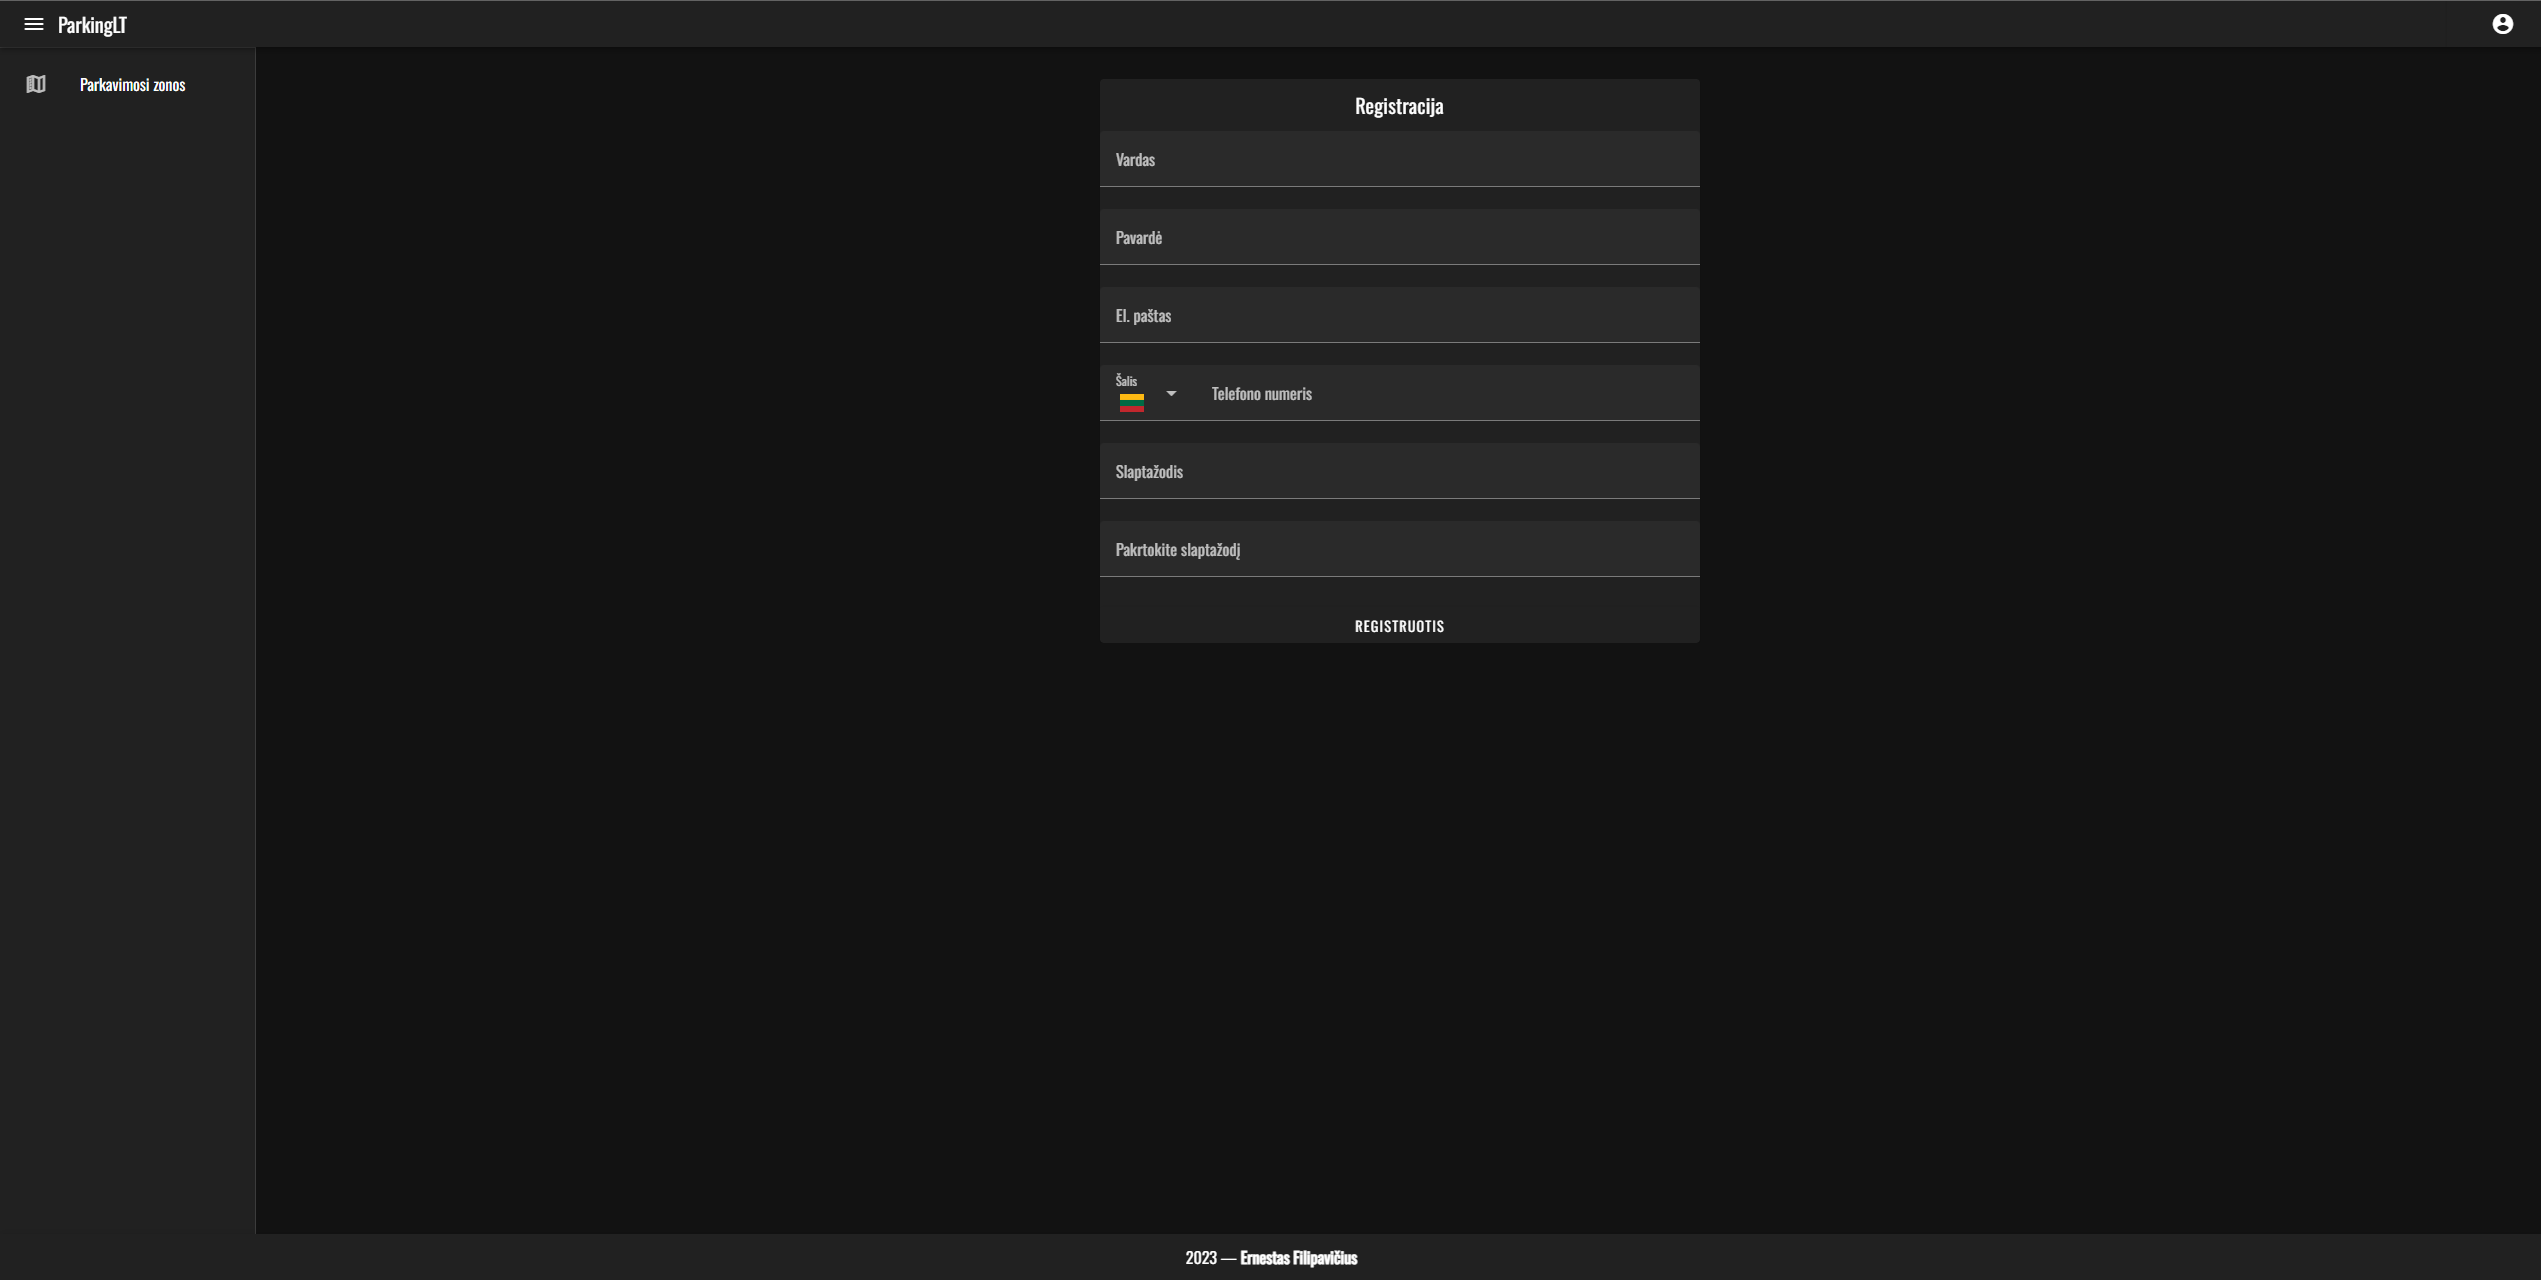 ParkingLT
Parkavimosi zonos
Registracija
Vardas
Pavardė
El. paštas
Šalis
Telefono numeris
Slaptažodis
Pakrtokite slaptažodį
REGISTRUOTIS
2023 — Ernestas Filipavičius